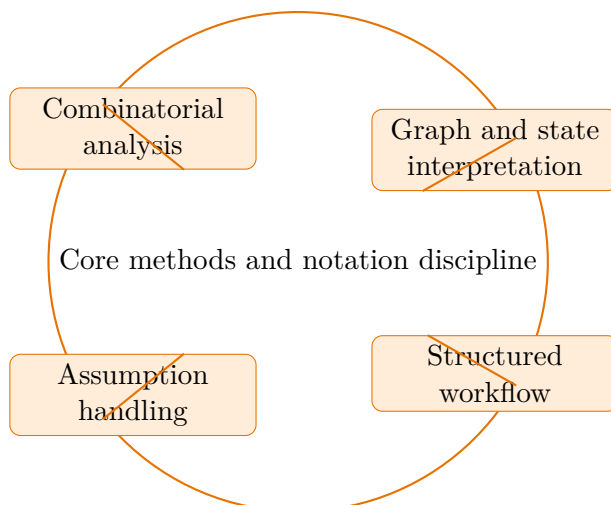 Combinatorial
analysis
Graph and state
interpretation
Core methods and notation discipline
Assumption
handling
Structured
workflow